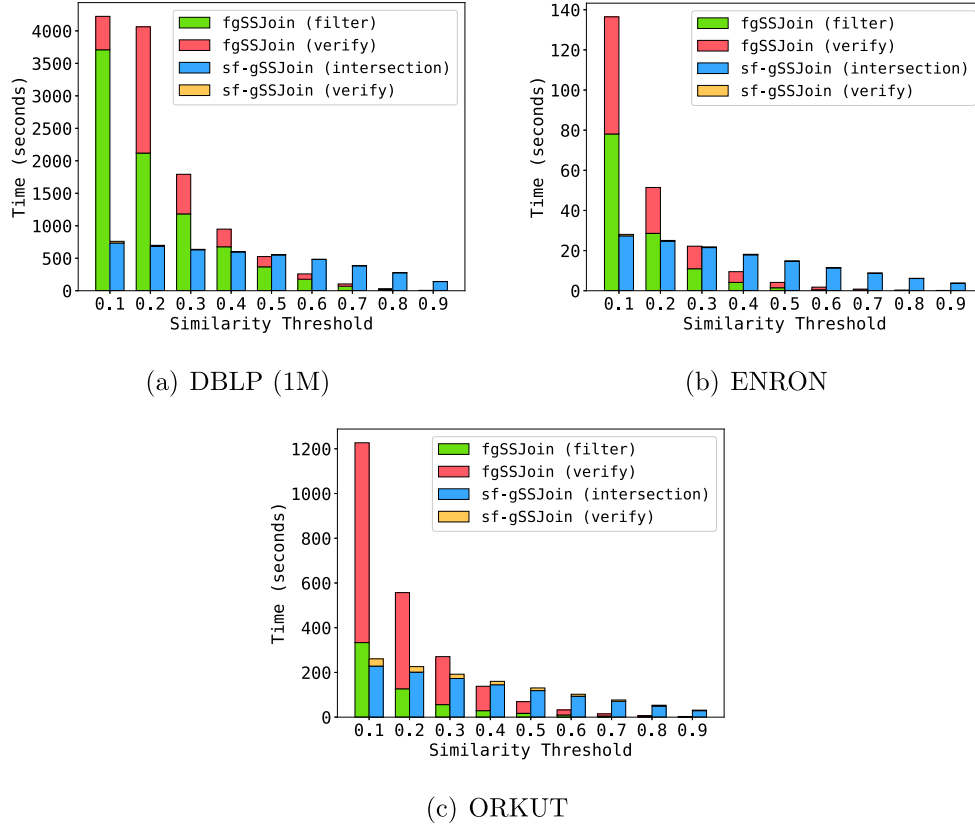 fgSSJoin (filter)
fgSSJoin (verify)
sf-gSSJoin (intersection)
sf-gSSJoin (verify)
Time (seconds)
4000
3500
3000
2500
2000
1500
1000
500
0
0.1 0.2 0.3 0.4 0.5 0.6 0.7 0.8 0.9
Similarity Threshold
(a) DBLP (1M)
fgSSJoin (filter)
fgSSJoin (verify)
sf-gSSJoin (intersection)
sf-gSSJoin (verify)
Time (seconds)
140
120
100
80
60
40
20
0
0.1 0.2 0.3 0.4 0.5 0.6 0.7 0.8 0.9
Similarity Threshold
(b) ENRON
fgSSJoin (filter)
fgSSJoin (verify)
sf-gSSJoin (intersection)
sf-gSSJoin (verify)
Time (seconds)
1200
1000
800
600
400
200
0
0.1 0.2 0.3 0.4 0.5 0.6 0.7 0.8 0.9
Similarity Threshold
(c) ORKUT